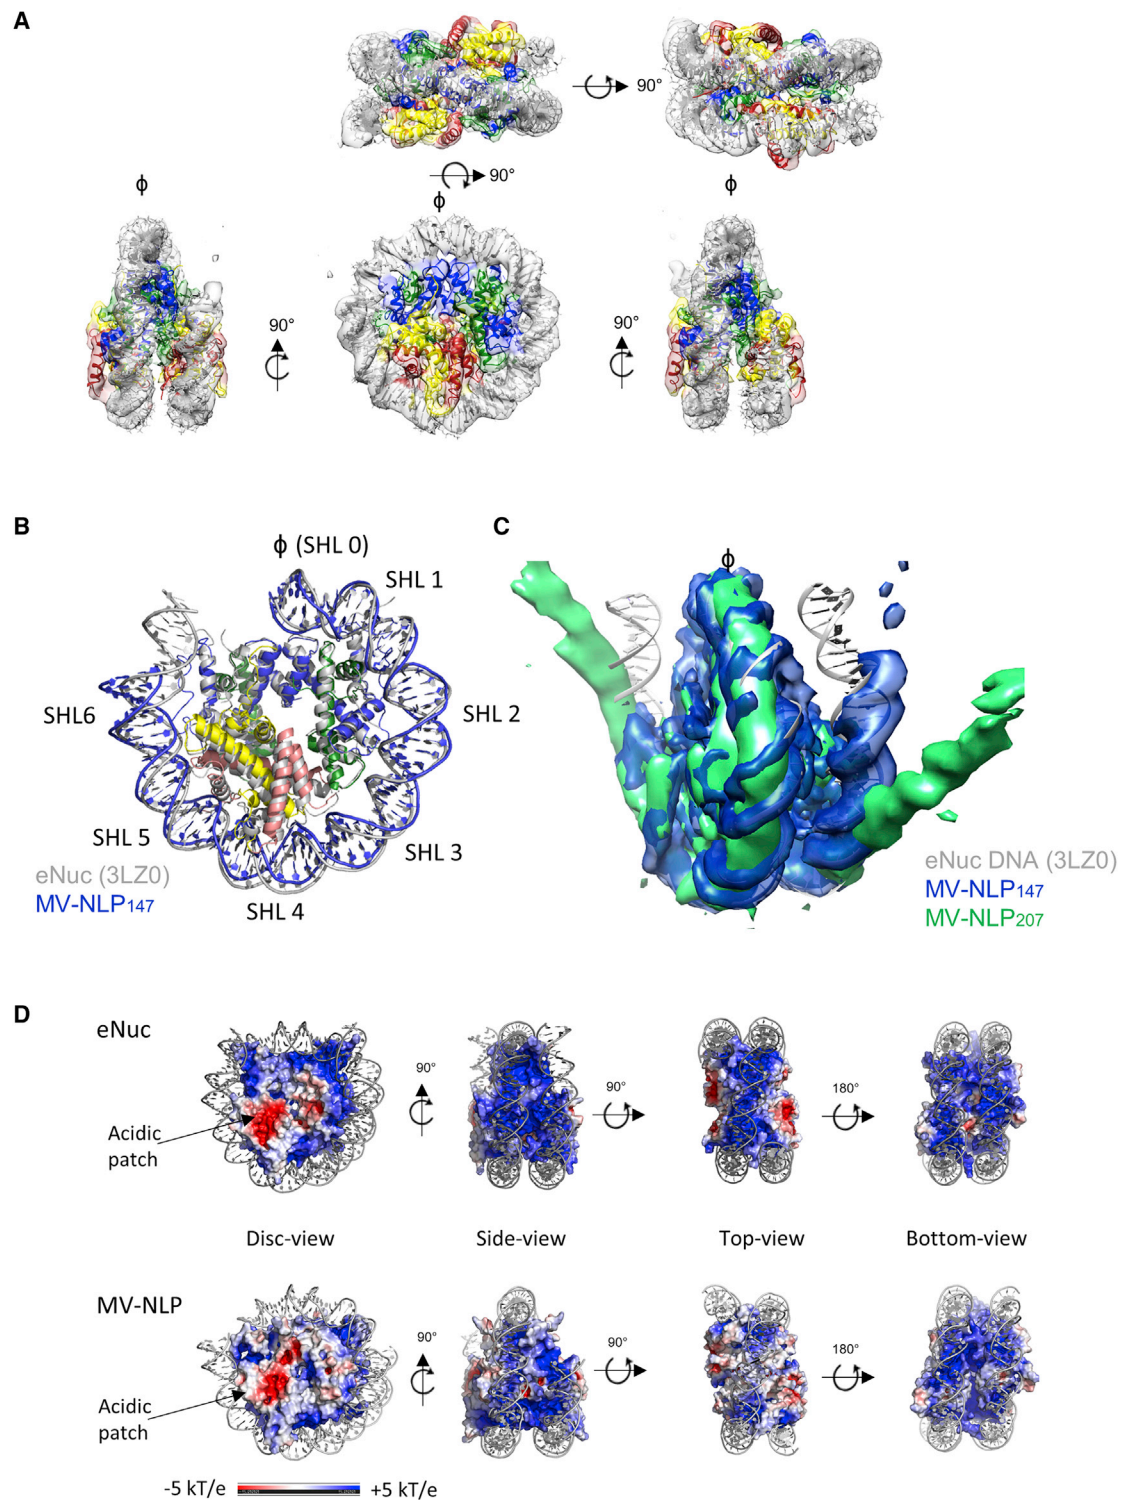 A
90°
90°
ϕ
ϕ
ϕ
90°
90°
B
C
ϕ (SHL 0)
SHL 1
SHL 2
SHL 3
SHL 4
SHL 5
SHL6
eNuc (3LZ0)
MV-NLP147
ϕ
eNuc DNA (3LZ0)
MV-NLP147
MV-NLP207
D
eNuc
Acidic
patch
90°
90°
180°
Disc-view
Side-view
Top-view
Bottom-view
MV-NLP
Acidic
patch
90°
90°
180°
-5 kT/e
+5 kT/e